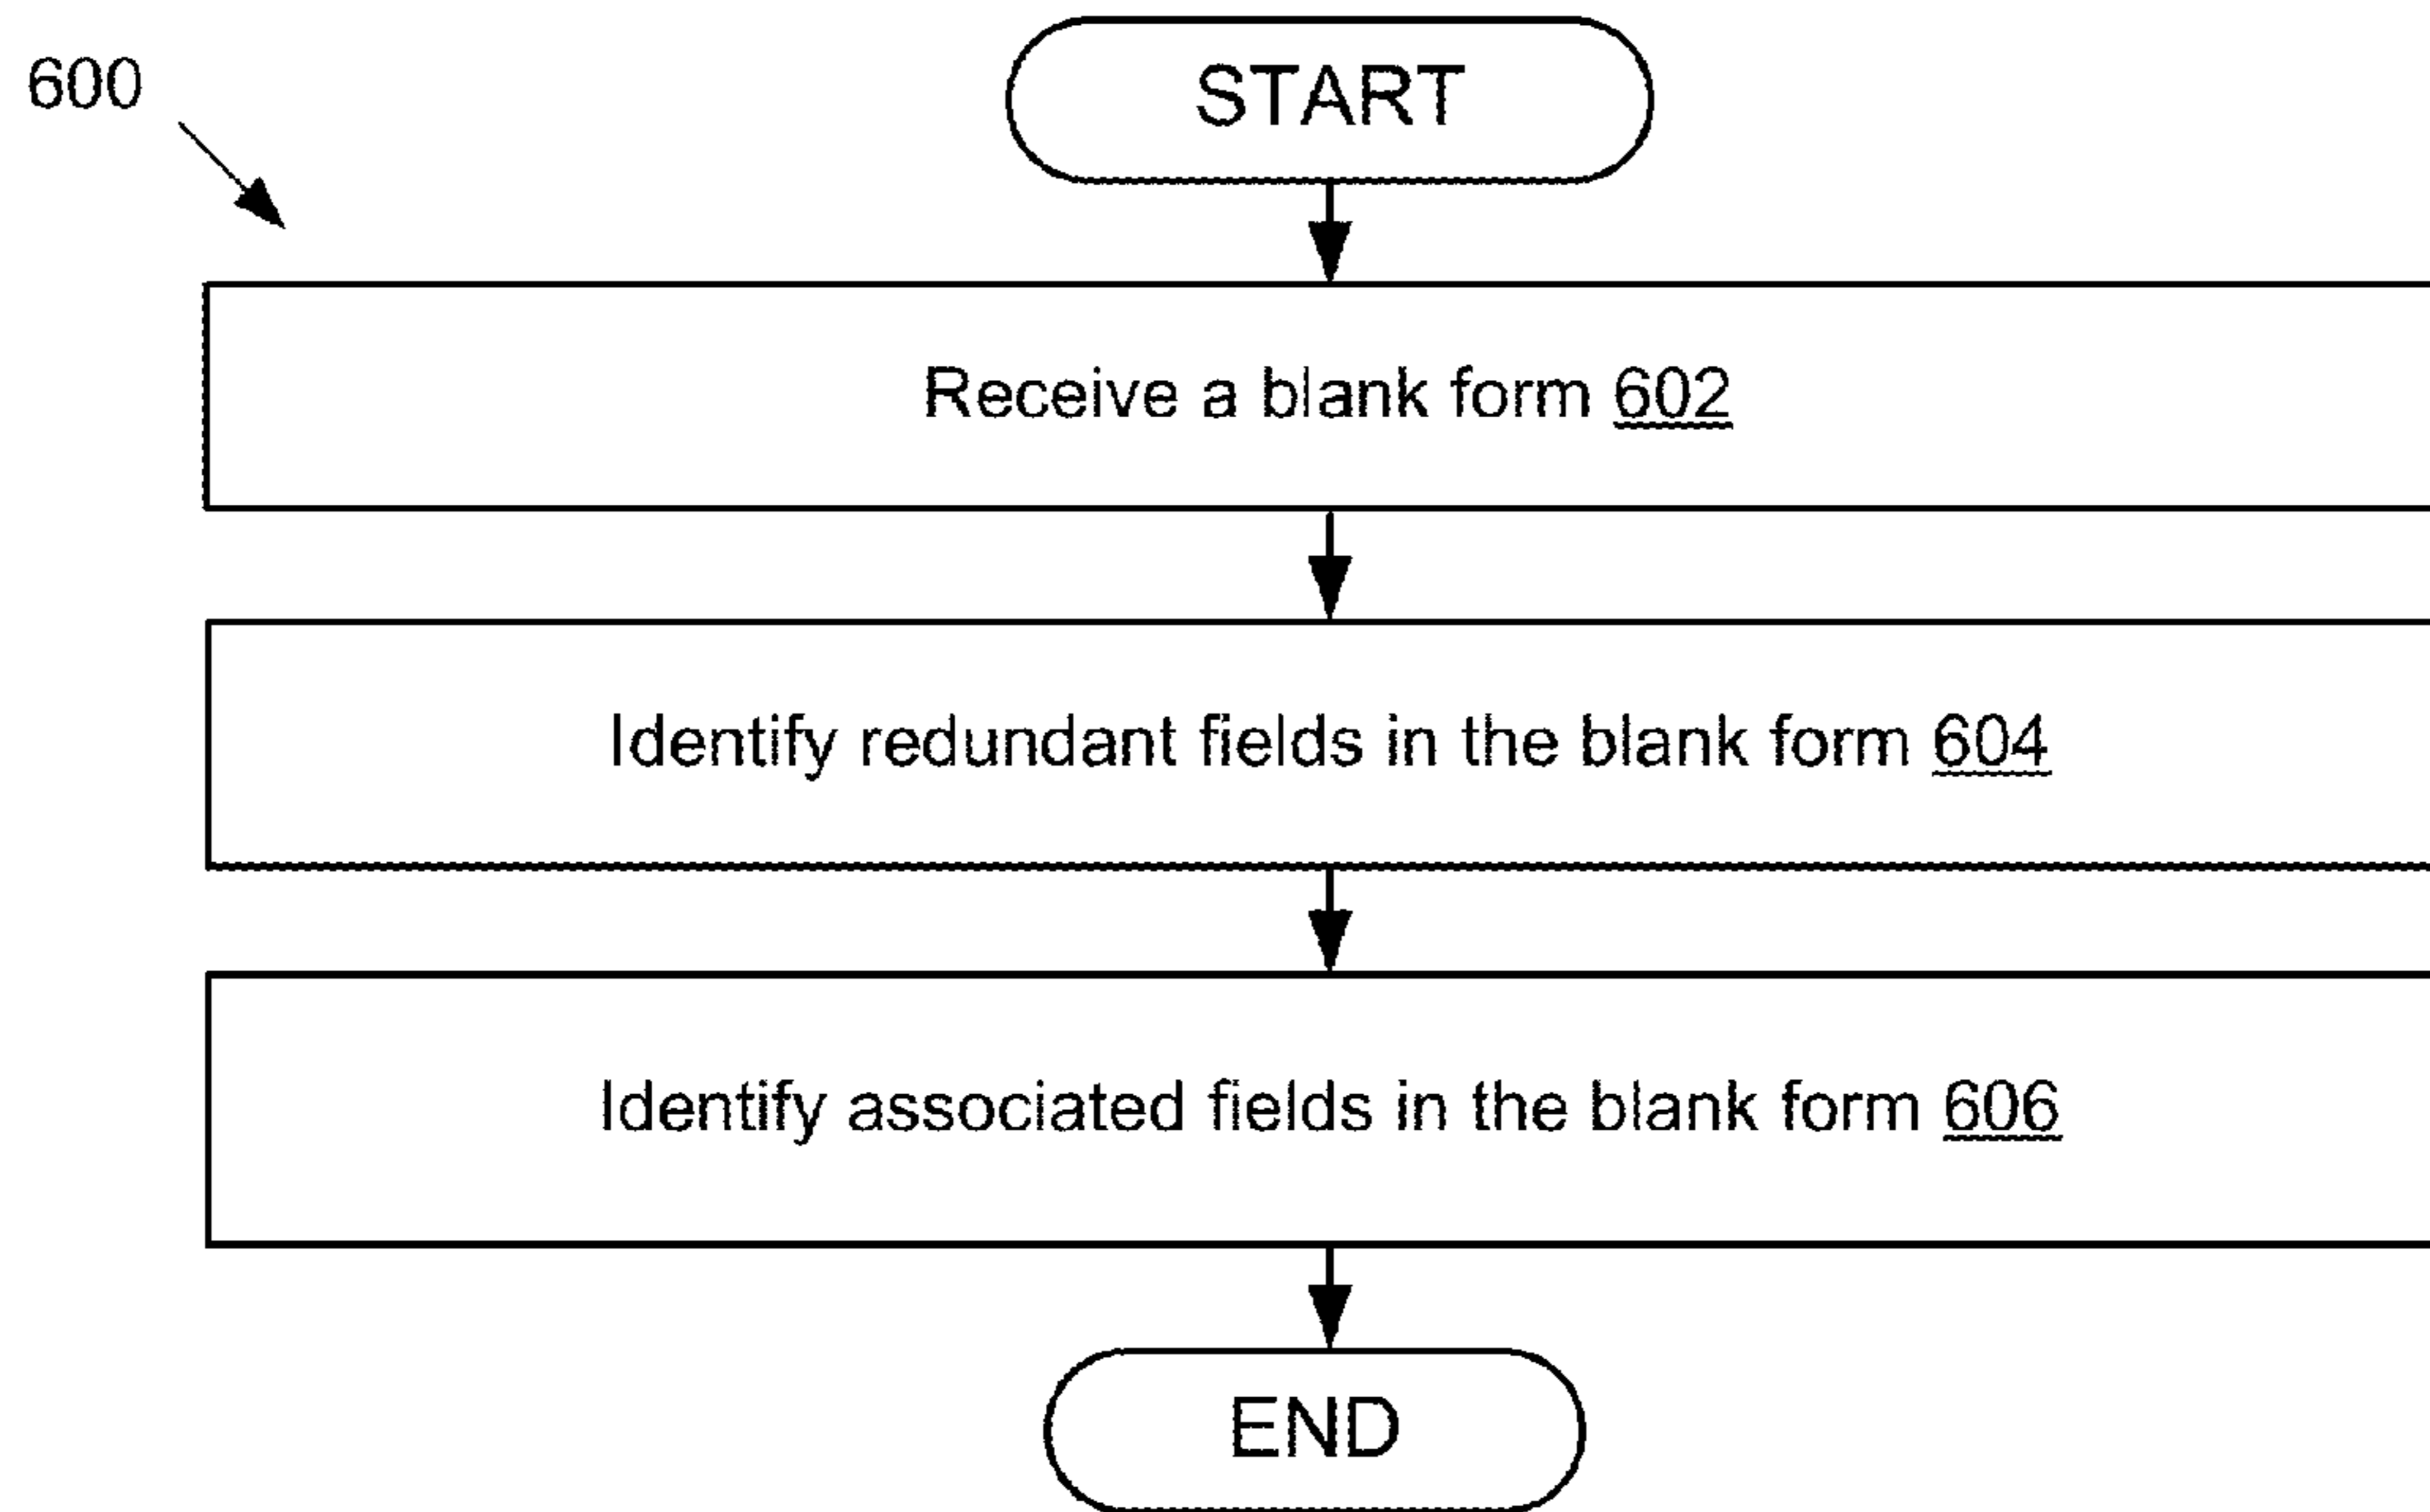 600
START
Receive a blank form 602
Identify redundant fields in the blank form 604
Identify associated fields in the blank form 606
END